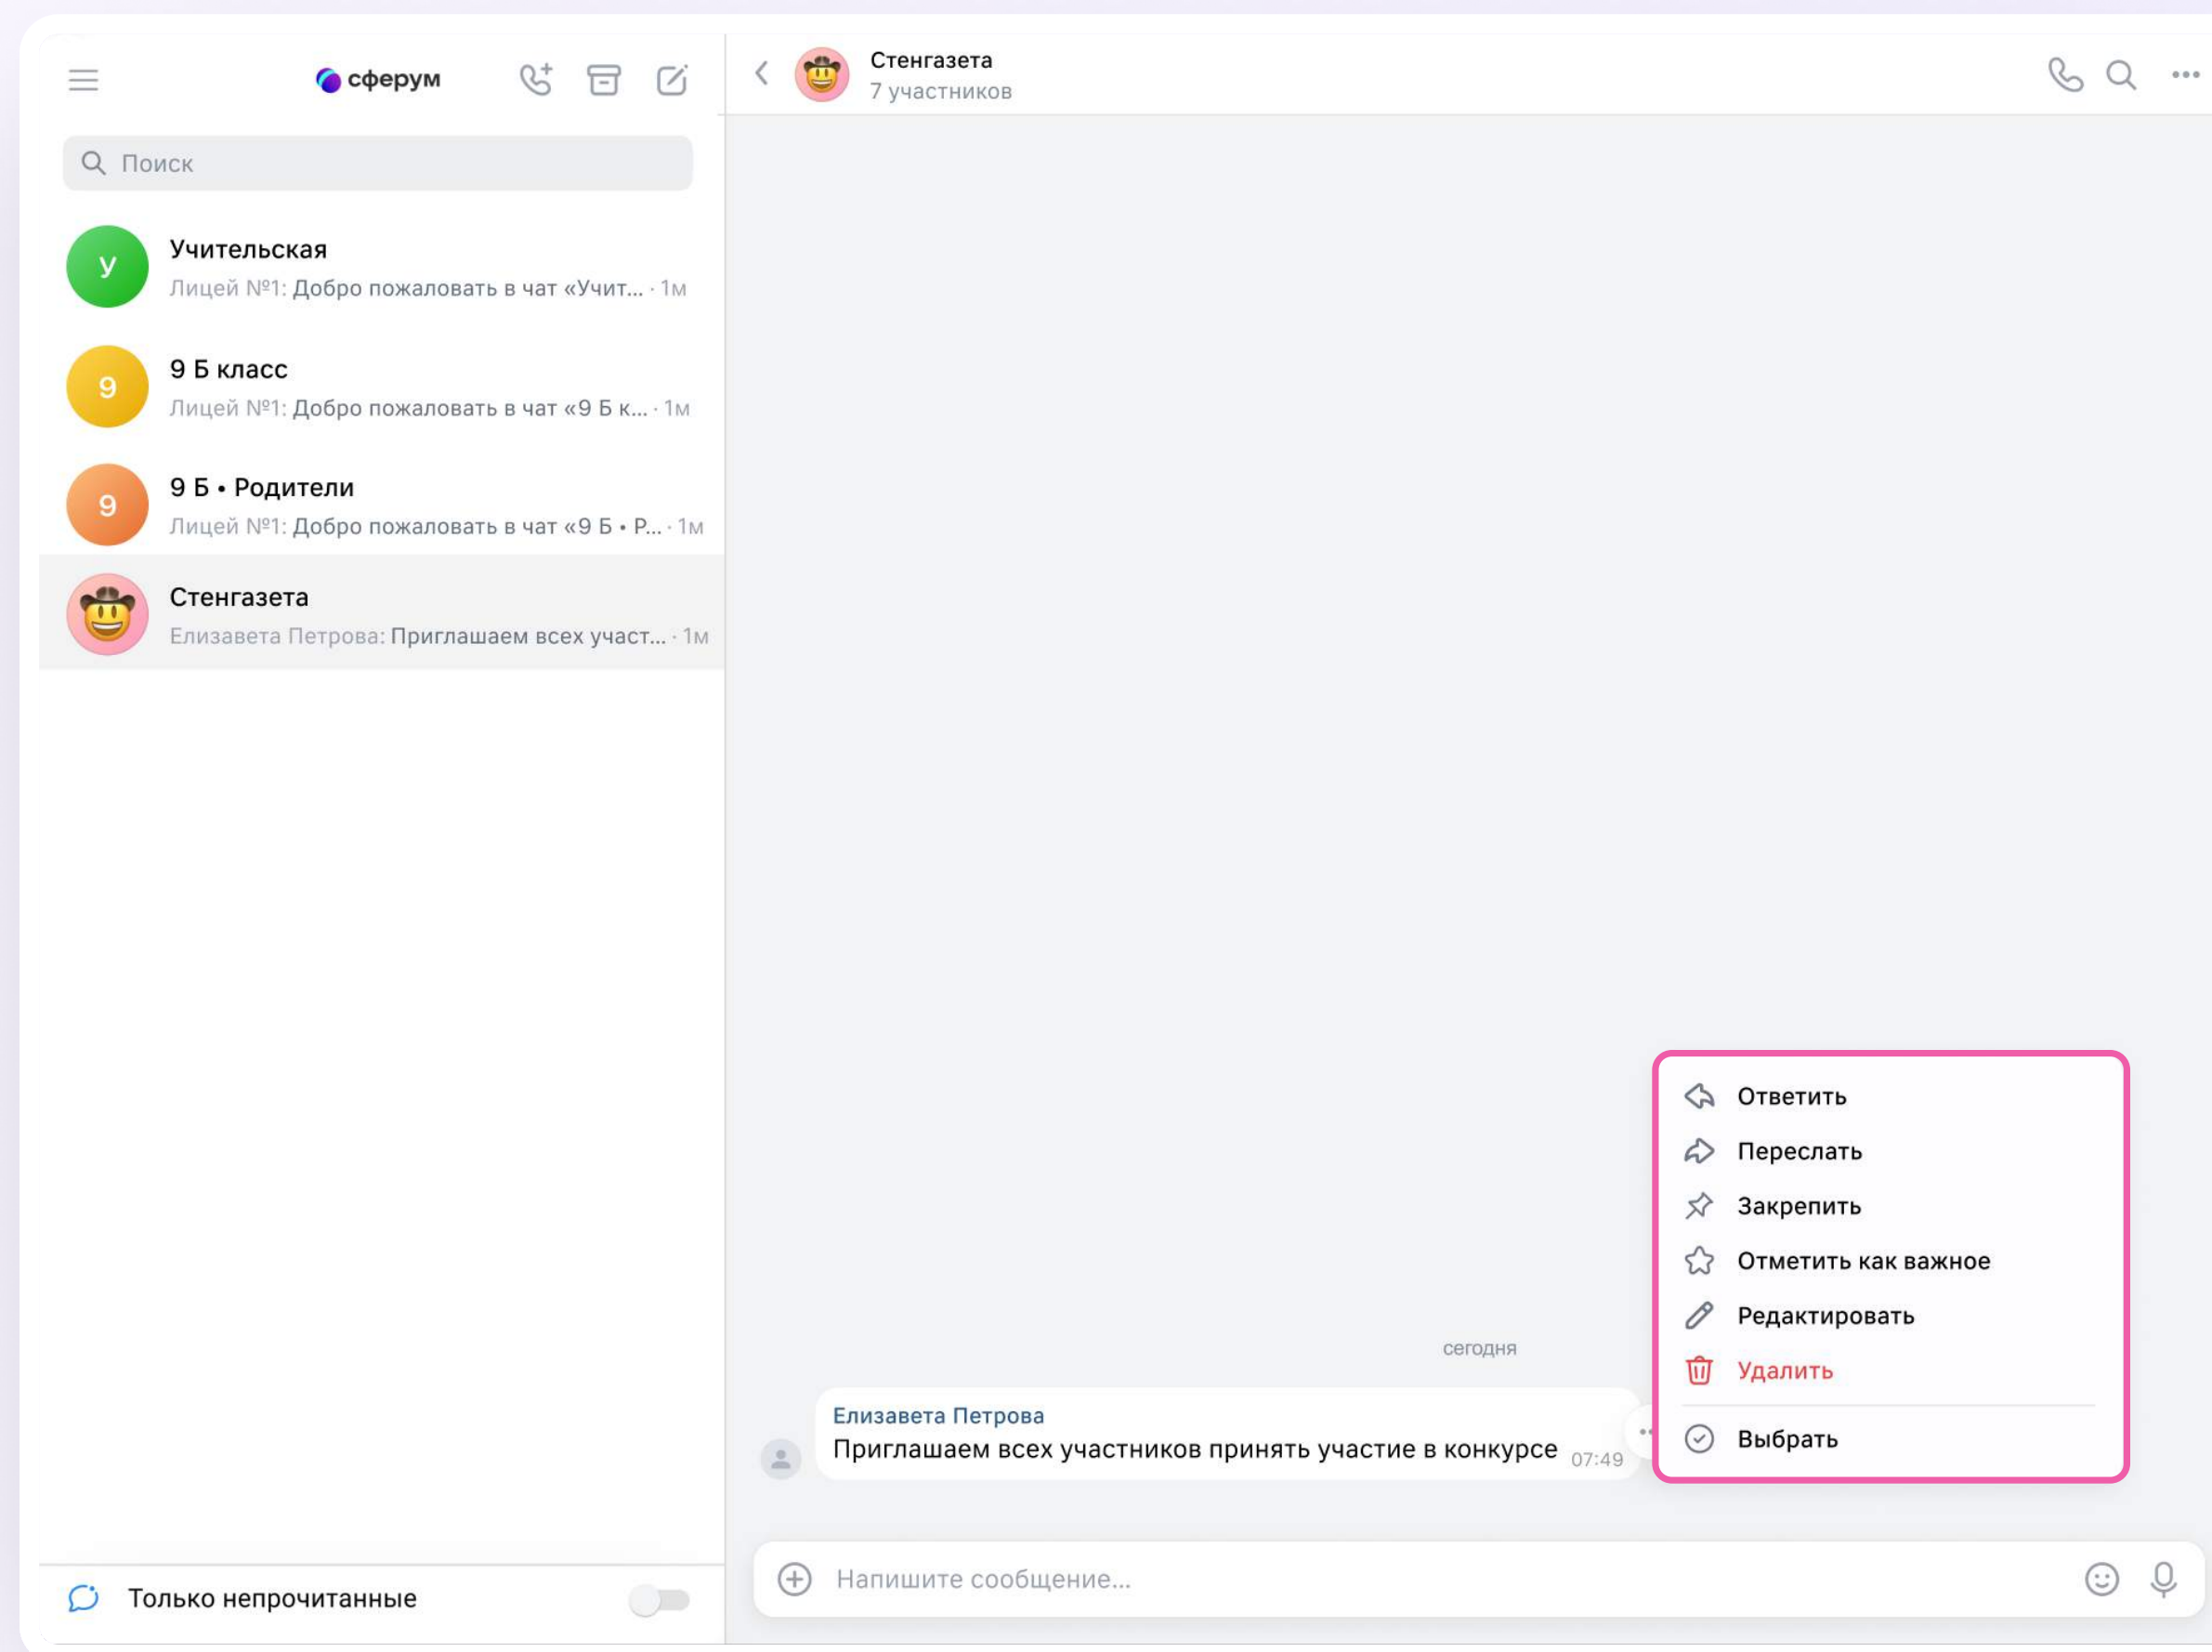 сферум
Поиск
У
Учительская
Лицей №1: Добро пожаловать в чат «Учит... · 1м
9
9 Б класс
Лицей №1: Добро пожаловать в чат «9 Б к... · 1м
9
9 Б • Родители
Лицей №1: Добро пожаловать в чат «9 Б • Р... · 1м
Стенгазета
Елизавета Петрова: Приглашаем всех участ... · 1м
Только непрочитанные
Стенгазета
7 участников
сегодня
Елизавета Петрова
Приглашаем всех участников принять участие в конкурсе 07:49
Ответить
Переслать
Закрепить
Отметить как важное
Редактировать
Удалить
Выбрать
Напишите сообщение...